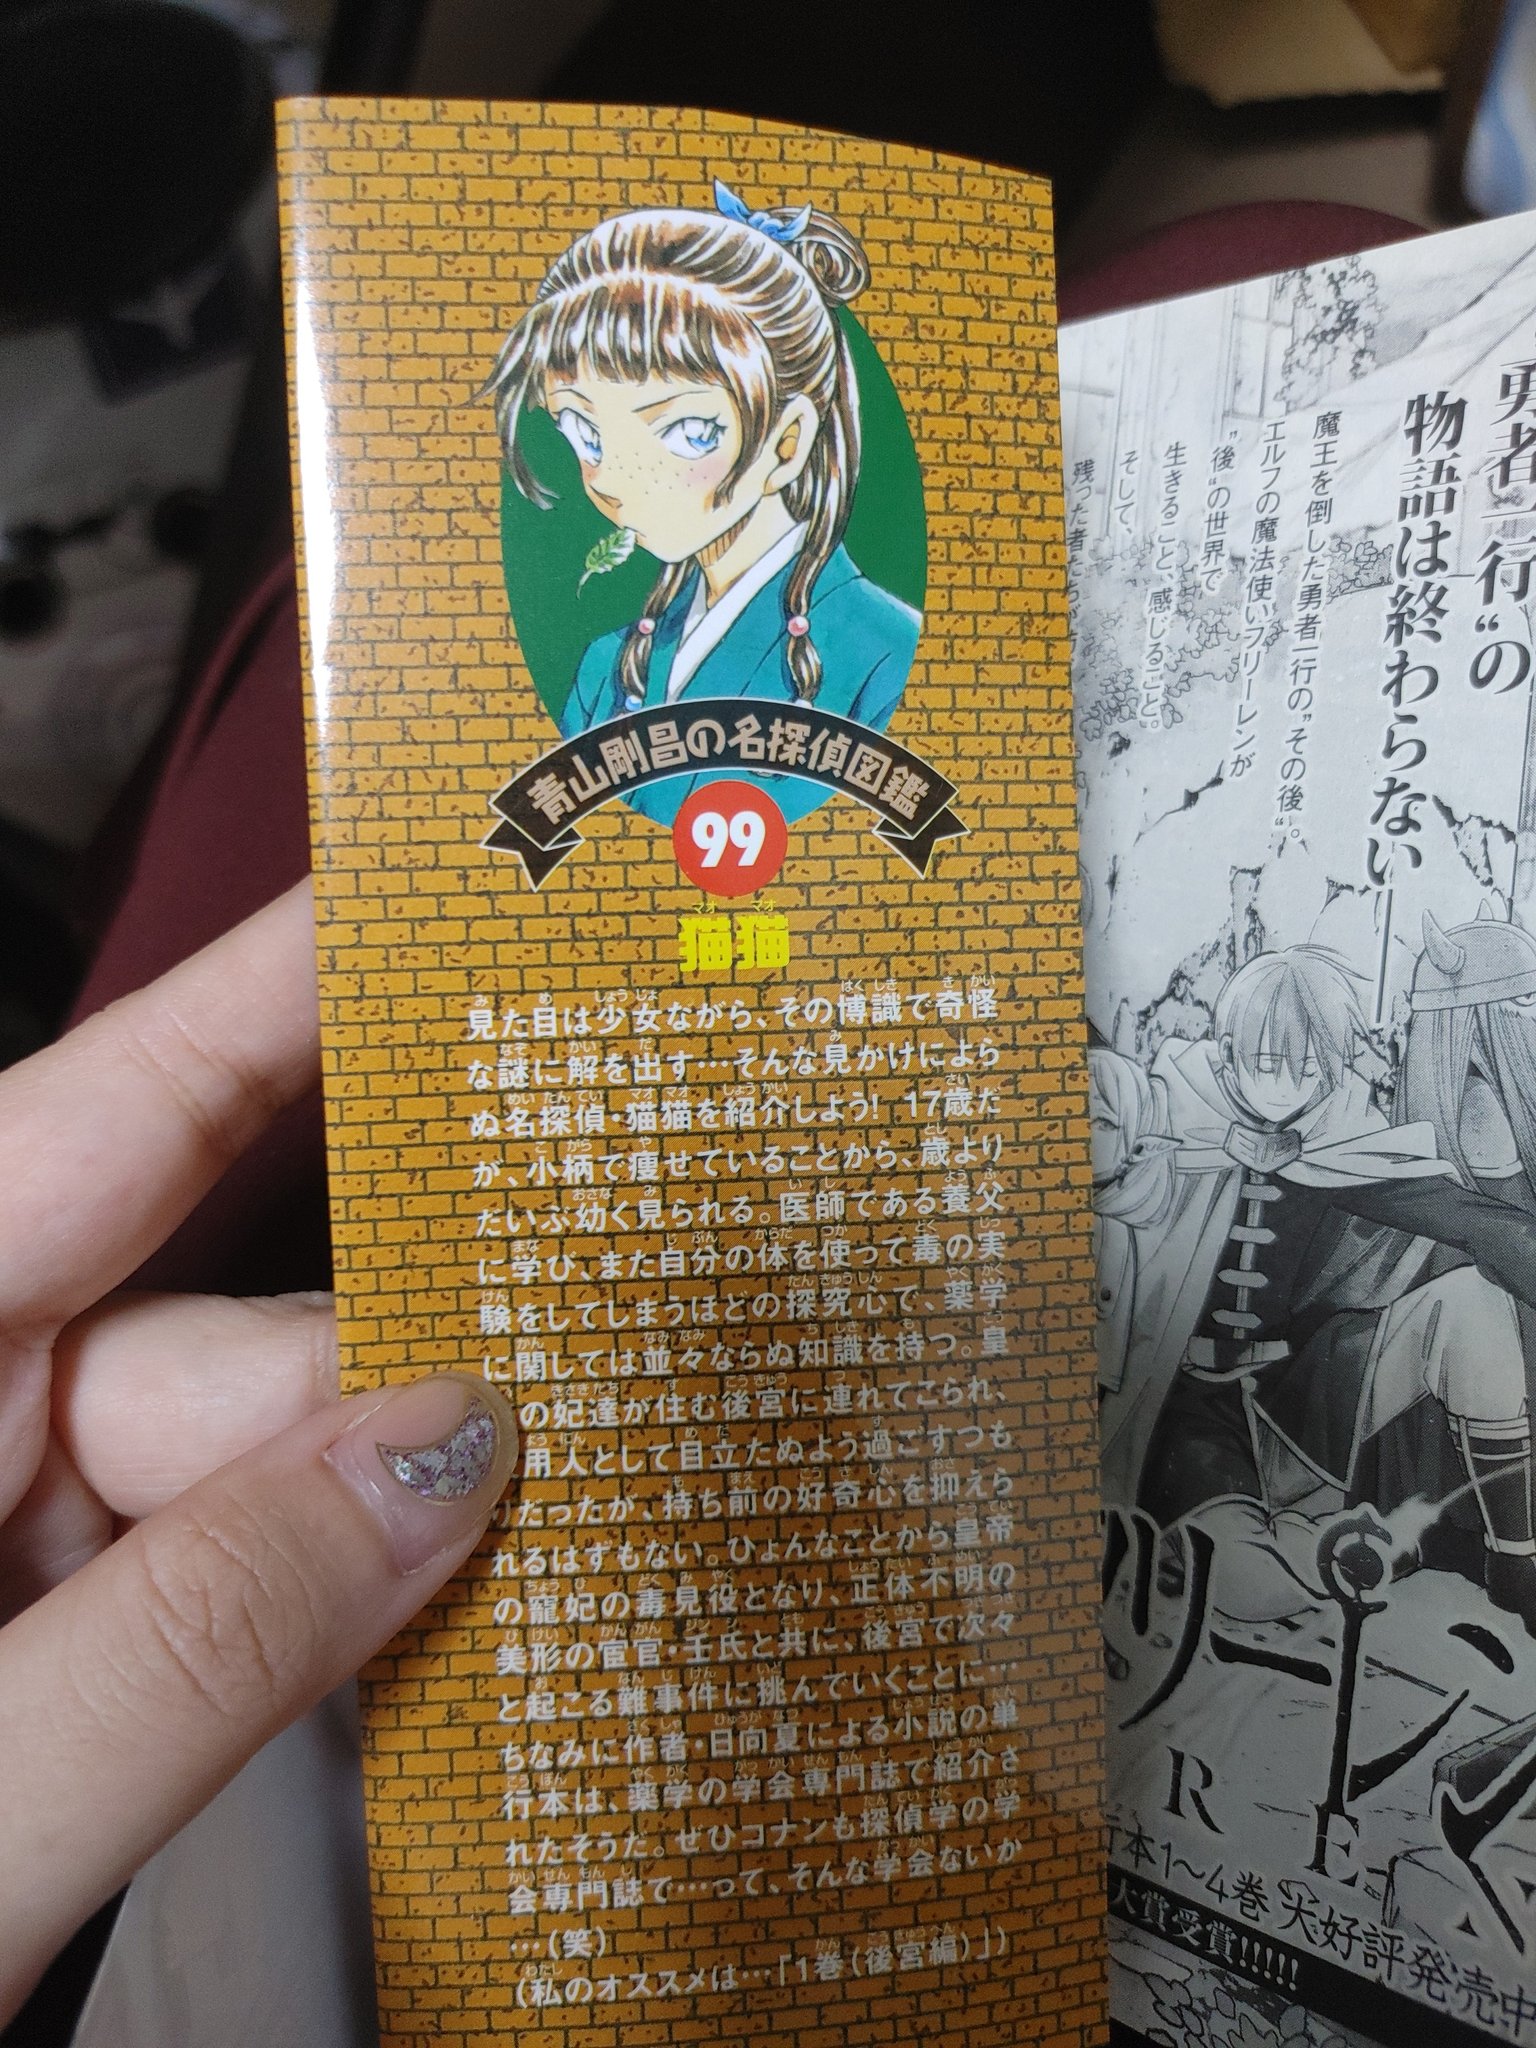 青山剛昌の名探偵図鑑
99
マオ マオ
猫猫
見た目は少女ながら、その博識で奇怪
な謎に解を出す…そんな見かけによら
ぬ名探偵・猫猫を紹介しよう! 17歳だ
が、小柄で痩せていることから、歳より
だいぶ幼く見られる。医師である養父
に学び、また自分の体を使って毒の実
験をしてしまうほどの探究心で、薬学
に関しては並々ならぬ知識を持つ。皇
の妃達が住む後宮に連れてこられ、
用人として目立たぬよう過ごすつも
りだったが、持ち前の好奇心を抑えら
れるはずもない。ひょんなことから皇帝
の寵妃の毒見役となり、正体不明の
美形の宦官・壬氏と共に、後宮で次々
と起こる難事件に挑んでいくことに…
ちなみに作者・日向夏による小説の単
行本は、薬学の学会専門誌で紹介さ
れたそうだ。ぜひコナンも探偵学の学
会専門誌で…って、そんな学会ないか
…(笑)
(私のオススメは…「1巻(後宮編)」)
勇者一行"の
物語は終わらない
魔王を倒した勇者一行の"その後"。
エルフの魔法使いフリーレンが
"後"の世界で
生きること、感じること。
そして、
残った者
リーレン
R E
行本1〜4巻 大好評発売中
大賞受賞!!!!!